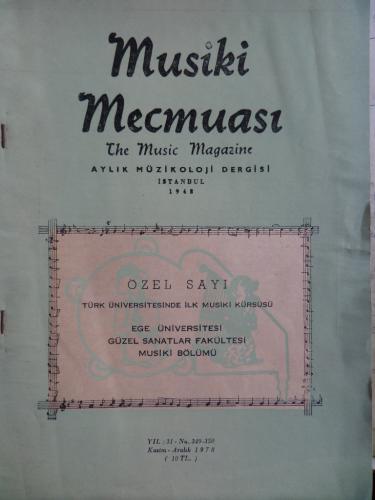 Musiki
Mecmuası
The Music Magazine
AYLIK MÜZİKOLOJİ DERGİSİ
İSTANBUL
1948
ÖZEL SAYI
TÜRK ÜNİVERSİTESİNDE İLK MUSİKİ KÜRSÜSÜ
EGE ÜNİVERSİTESİ
GÜZEL SANATLAR FAKÜLTESİ
MUSİKİ BÖLÜMÜ
YIL : 31 - No. 349-350
Kasım - Aralık 1978
( 10 TL. )